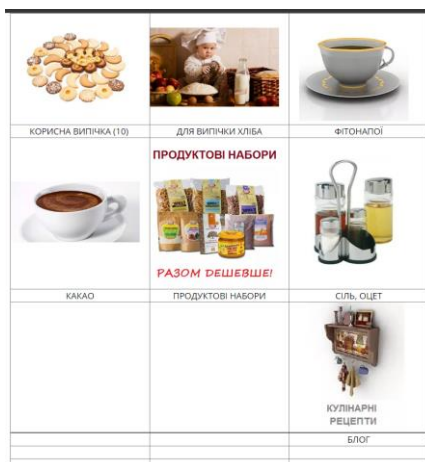 КОРИСНА ВИПІЧКА (10)
ДЛЯ ВИПІЧКИ ХЛІБА
ФІТОНАПОЇ
ПРОДУКТОВІ НАБОРИ
РАЗОМ ДЕШЕВШЕ!
КАКАО
ПРОДУКТОВІ НАБОРИ
СІЛЬ, ОЦЕТ
КУЛІНАРНІ
РЕЦЕПТИ
БЛОГ